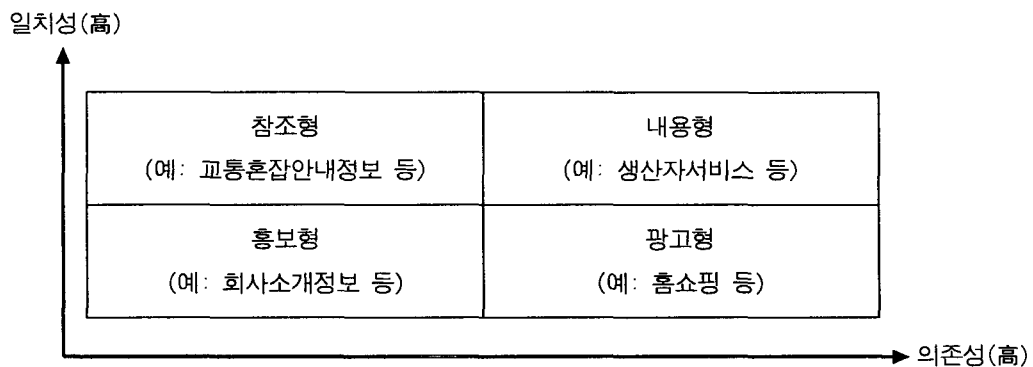 일치성(高)
참조형
(예: 교통혼잡안내정보 등)
내용형
(예: 생산자서비스 등)
홍보형
(예: 회사소개정보 등)
광고형
(예: 홈쇼핑 등)
의존성(高)